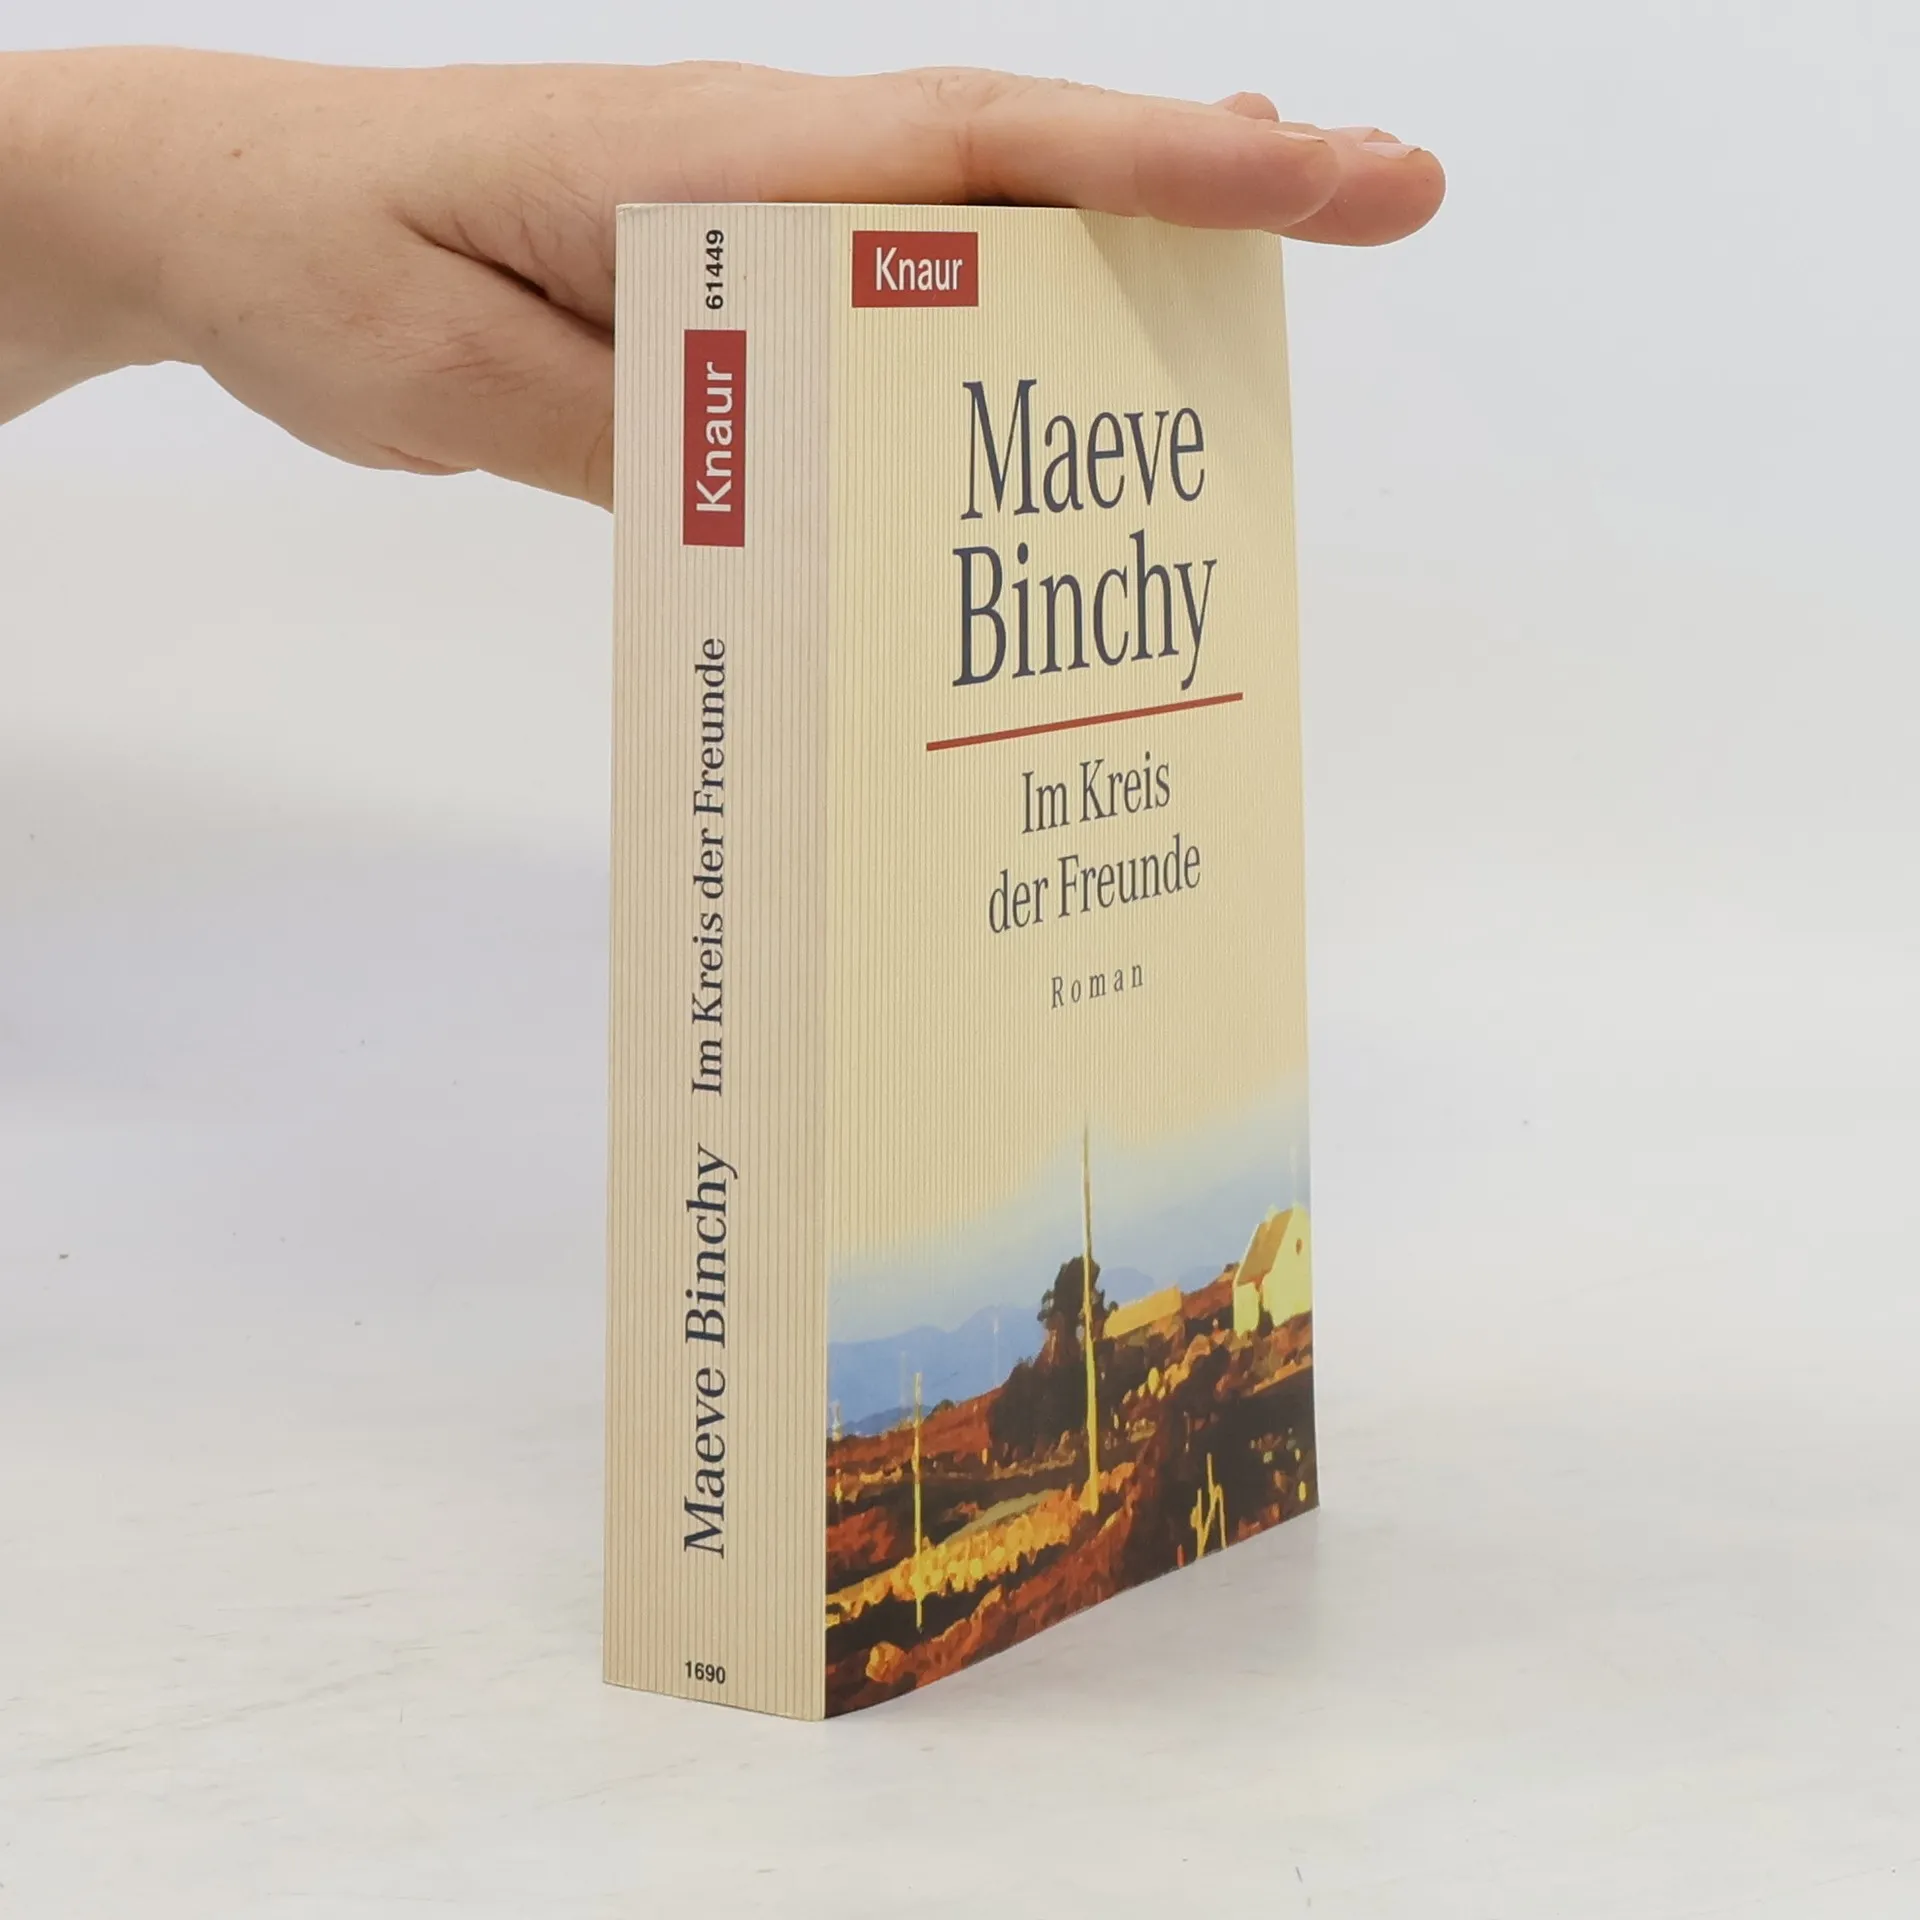 61449
Knaur
Maeve Binchy Im Kreis der Freunde
1690
Knaur
Maeve
Binchy
Im Kreis
der Freunde
Roman